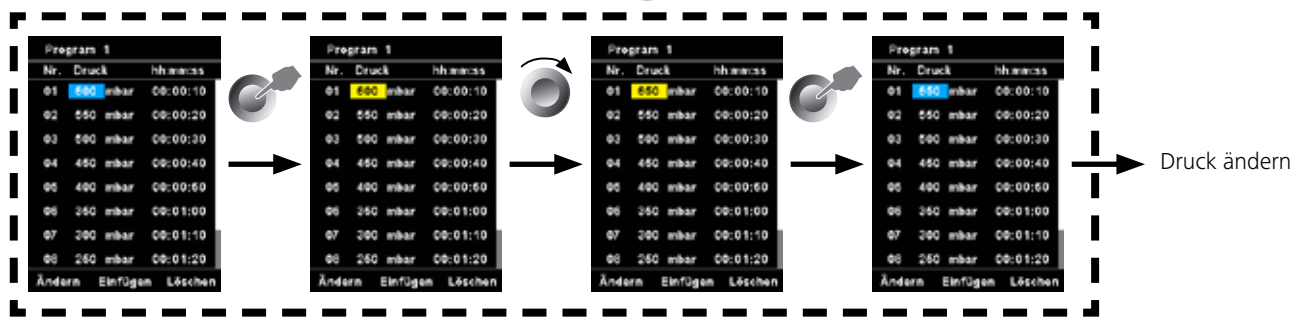 Program 1
Nr. Druck hh:mm:ss
01 600 mbar 00:00:10
02 550 mbar 00:00:20
03 500 mbar 00:00:30
04 450 mbar 00:00:40
05 400 mbar 00:00:50
06 350 mbar 00:01:00
07 300 mbar 00:01:10
08 250 mbar 00:01:20
Ändern Einfügen Löschen
Program 1
Nr. Druck hh:mm:ss
01 600 mbar 00:00:10
02 550 mbar 00:00:20
03 500 mbar 00:00:30
04 450 mbar 00:00:40
05 400 mbar 00:00:50
06 350 mbar 00:01:00
07 300 mbar 00:01:10
08 250 mbar 00:01:20
Ändern Einfügen Löschen
Program 1
Nr. Druck hh:mm:ss
01 650 mbar 00:00:10
02 550 mbar 00:00:20
03 500 mbar 00:00:30
04 450 mbar 00:00:40
05 400 mbar 00:00:50
06 350 mbar 00:01:00
07 300 mbar 00:01:10
08 250 mbar 00:01:20
Ändern Einfügen Löschen
Program 1
Nr. Druck hh:mm:ss
01 650 mbar 00:00:10
02 550 mbar 00:00:20
03 500 mbar 00:00:30
04 450 mbar 00:00:40
05 400 mbar 00:00:50
06 350 mbar 00:01:00
07 300 mbar 00:01:10
08 250 mbar 00:01:20
Ändern Einfügen Löschen
Druck ändern